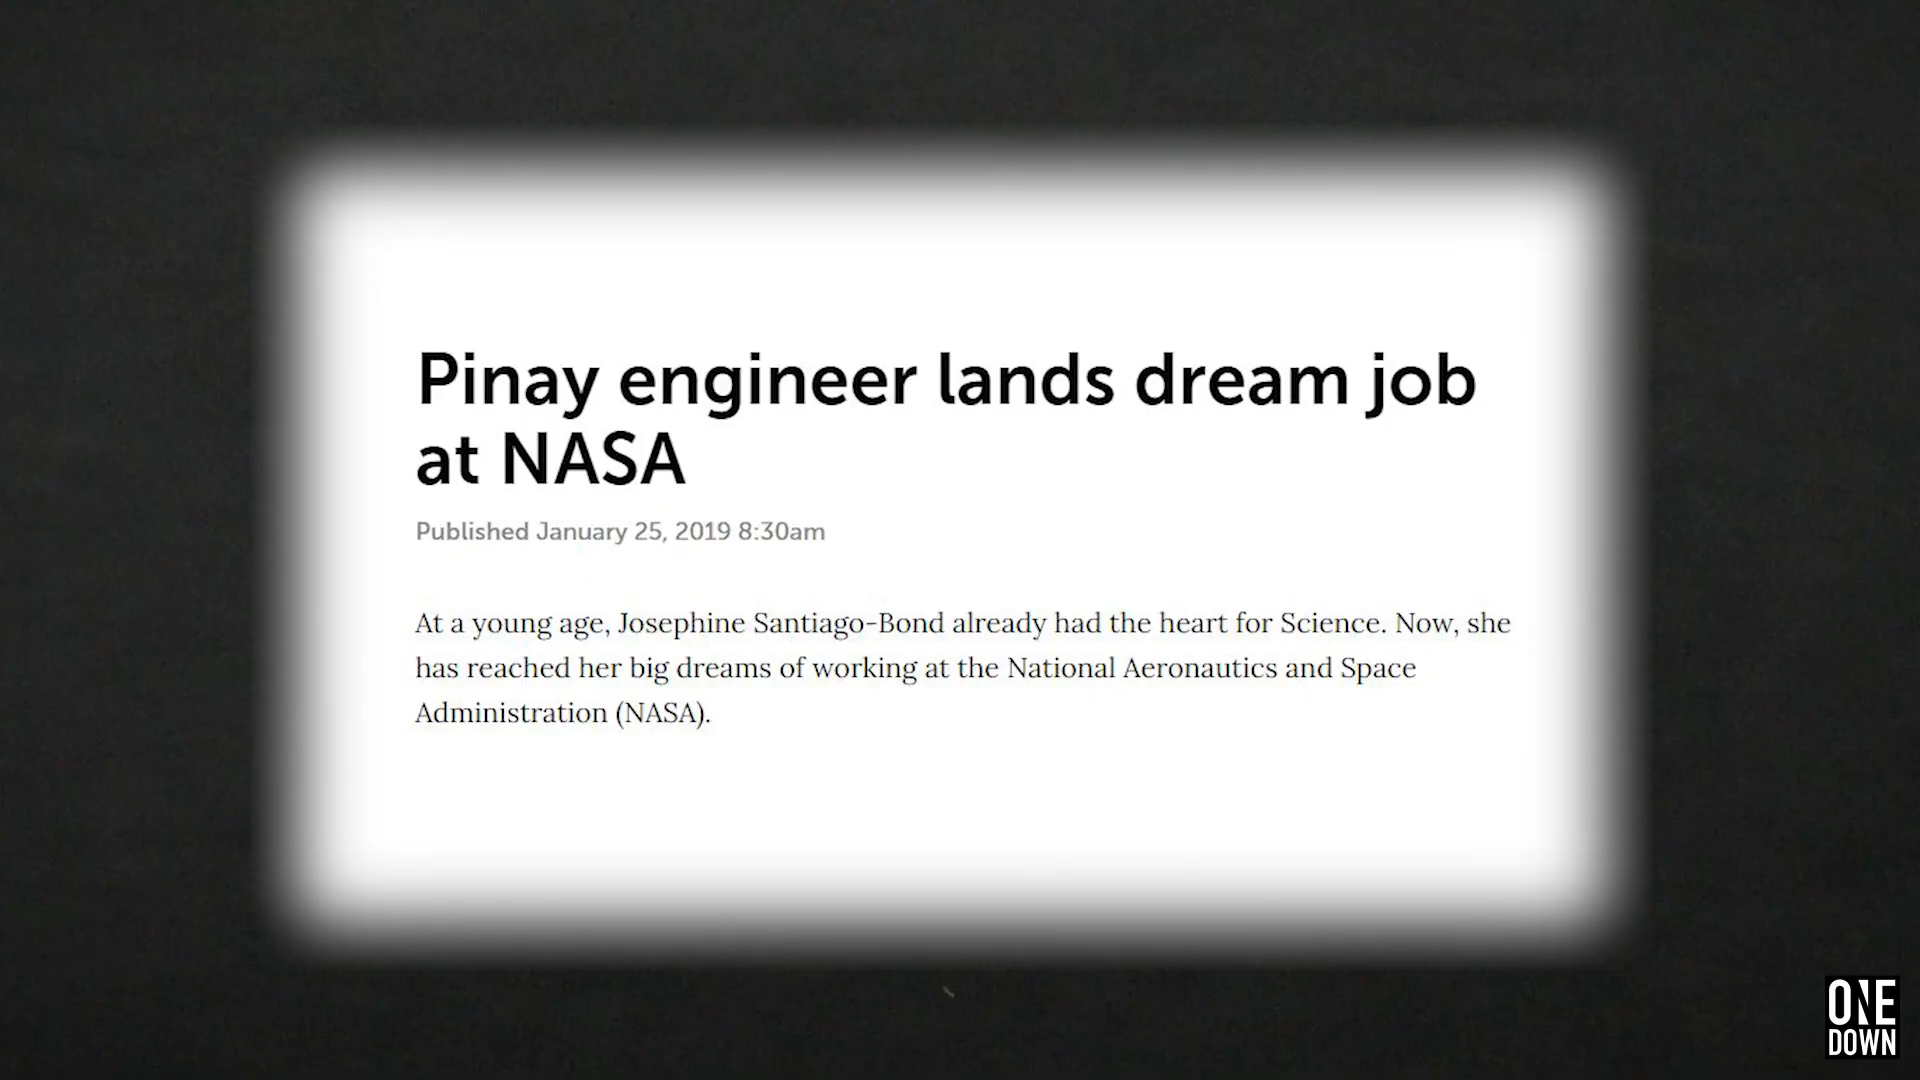 Pinay engineer lands dream job
at NASA
Published January 25, 2019 8:30am
At a young age, Josephine Santiago-Bond already had the heart for Science. Now, she
has reached her big dreams of working at the National Aeronautics and Space
Administration (NASA).
ONE
DOWN